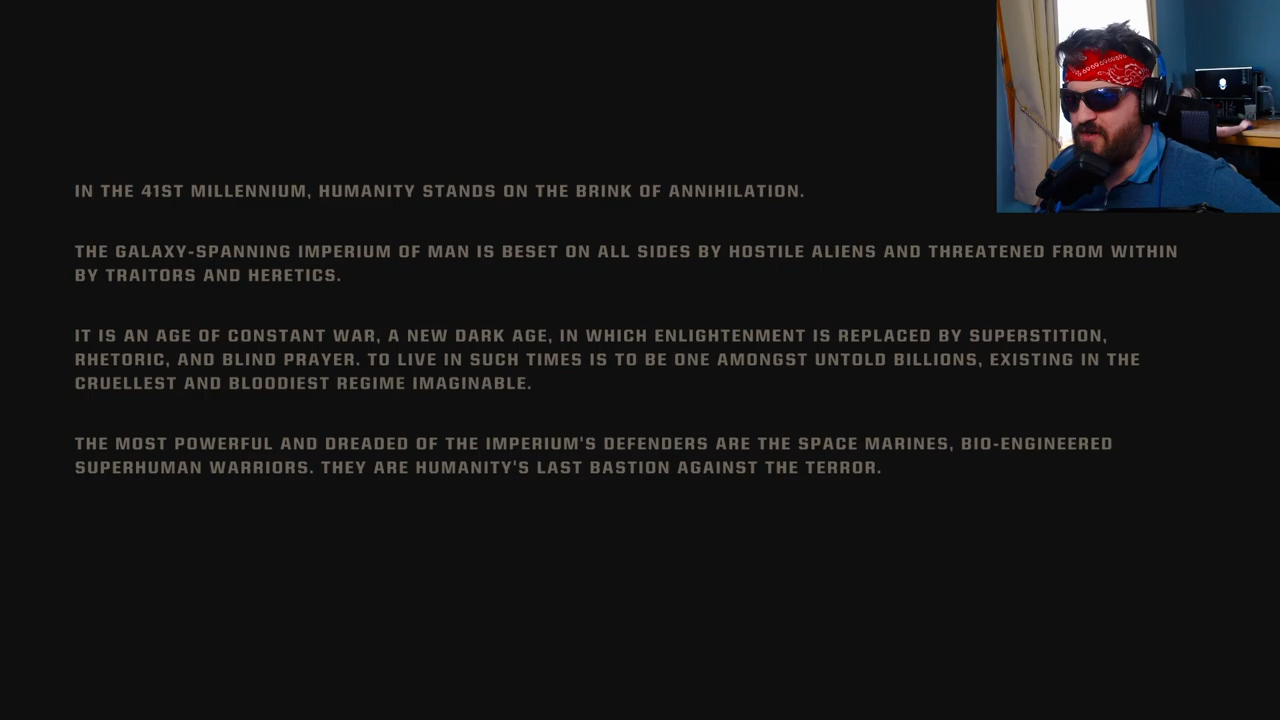 IN THE 41ST MILLENNIUM, HUMANITY STANDS ON THE BRINK OF ANNIHILATION.
THE GALAXY-SPANNING IMPERIUM OF MAN IS BESET ON ALL SIDES BY HOSTILE ALIENS AND THREATENED FROM WITHIN
BY TRAITORS AND HERETICS.
IT IS AN AGE OF CONSTANT WAR, A NEW DARK AGE, IN WHICH ENLIGHTENMENT IS REPLACED BY SUPERSTITION,
RHETORIC, AND BLIND PRAYER. TO LIVE IN SUCH TIMES IS TO BE ONE AMONGST UNTOLD BILLIONS, EXISTING IN THE
CRUELLEST AND BLOODIEST REGIME IMAGINABLE.
THE MOST POWERFUL AND DREADED OF THE IMPERIUM'S DEFENDERS ARE THE SPACE MARINES, BIO-ENGINEERED
SUPERHUMAN WARRIORS. THEY ARE HUMANITY'S LAST BASTION AGAINST THE TERROR.